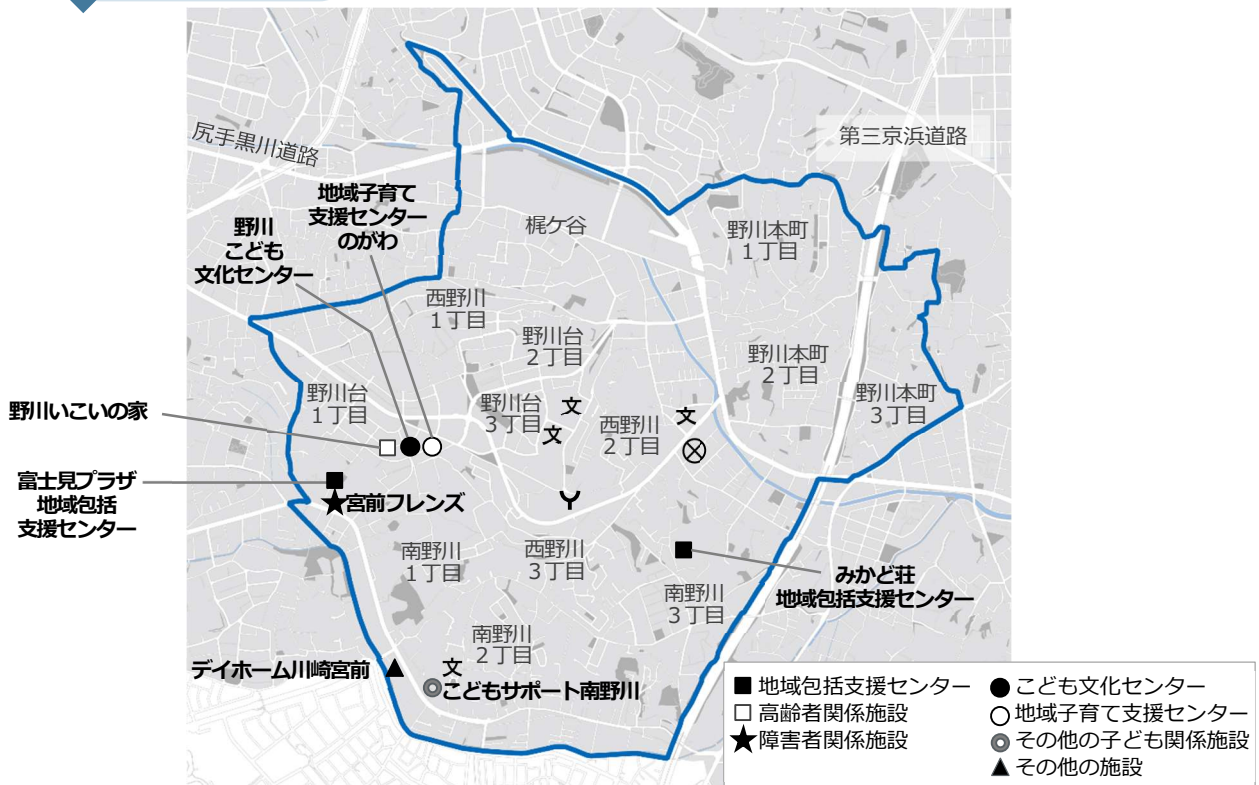 尻手黒川道路
第三京浜道路
地域子育て
支援センター
のがわ
野川
こども
文化センター
梶ケ谷
野川本町
１丁目
西野川
１丁目
野川台
２丁目
野川本町
２丁目
野川台
１丁目
野川本町
３丁目
野川台
３丁目
文
文
西野川
２丁目
文
野川いこいの家
富士見プラザ
地域包括
支援センター
宮前フレンズ
南野川
１丁目
西野川
３丁目
みかど荘
地域包括支援センター
南野川
３丁目
南野川
２丁目
デイホーム川崎宮前
文
こどもサポート南野川
■ 地域包括支援センター
□ 高齢者関係施設
★ 障害者関係施設
● こども文化センター
○ 地域子育て支援センター
◎ その他の子ども関係施設
▲ その他の施設